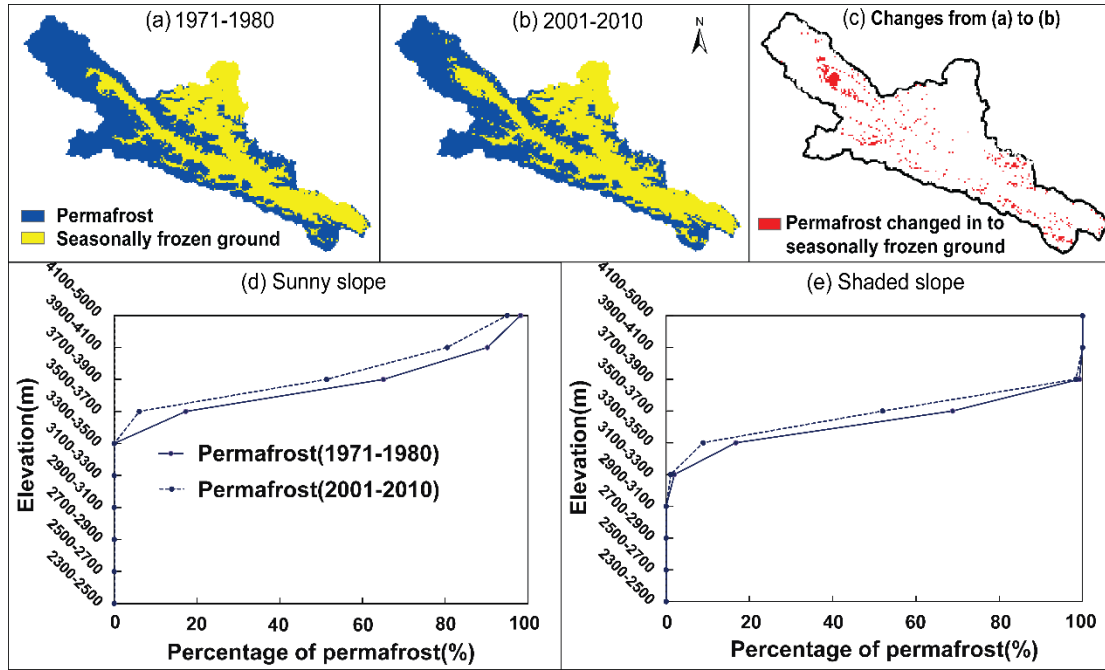 (a) 1971-1980
(b) 2001-2010
N
(c) Changes from (a) to (b)
Permafrost
Seasonally frozen ground
Permafrost changed in to
seasonally frozen ground
(d) Sunny slope
Elevation(m)
4100-5000
3900-4100
3700-3900
3500-3700
3300-3500
3100-3300
2900-3100
2700-2900
2500-2700
2300-2500
Permafrost(1971-1980)
Permafrost(2001-2010)
0 20 40 60 80 100
Percentage of permafrost(%)
(e) Shaded slope
Elevation(m)
4100-5000
3900-4100
3700-3900
3500-3700
3300-3500
3100-3300
2900-3100
2700-2900
2500-2700
2300-2500
0 20 40 60 80 100
Percentage of permafrost(%)